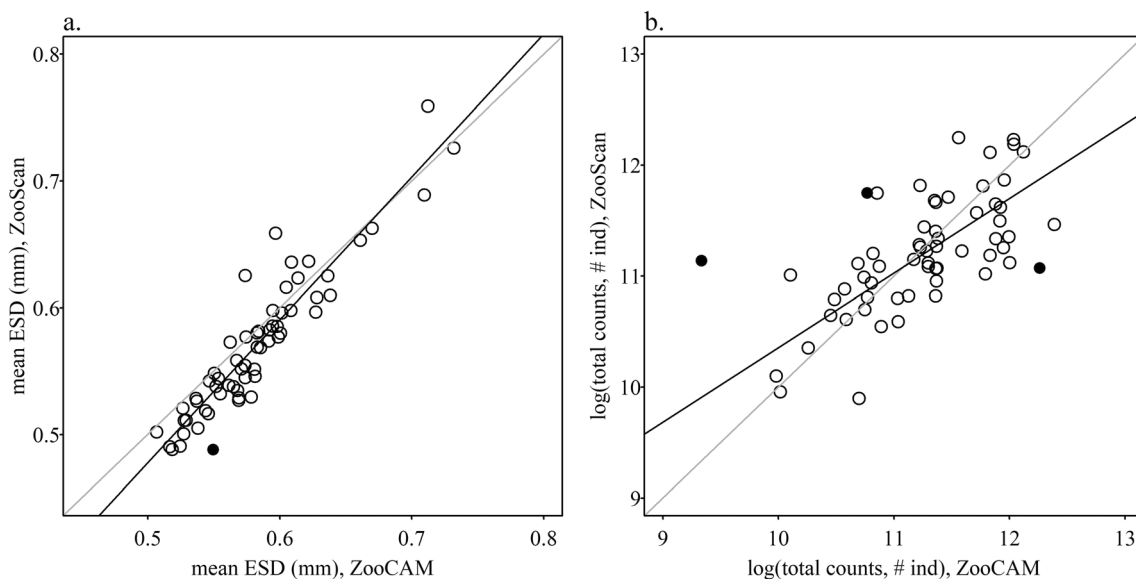 a.
0.8
0.7
0.6
0.5
mean ESD (mm), ZooScan
0.5 0.6 0.7 0.8
mean ESD (mm), ZooCAM
b.
13
12
11
10
9
log(total counts, # ind), ZooScan
9 10 11 12 13
log(total counts, # ind), ZooCAM